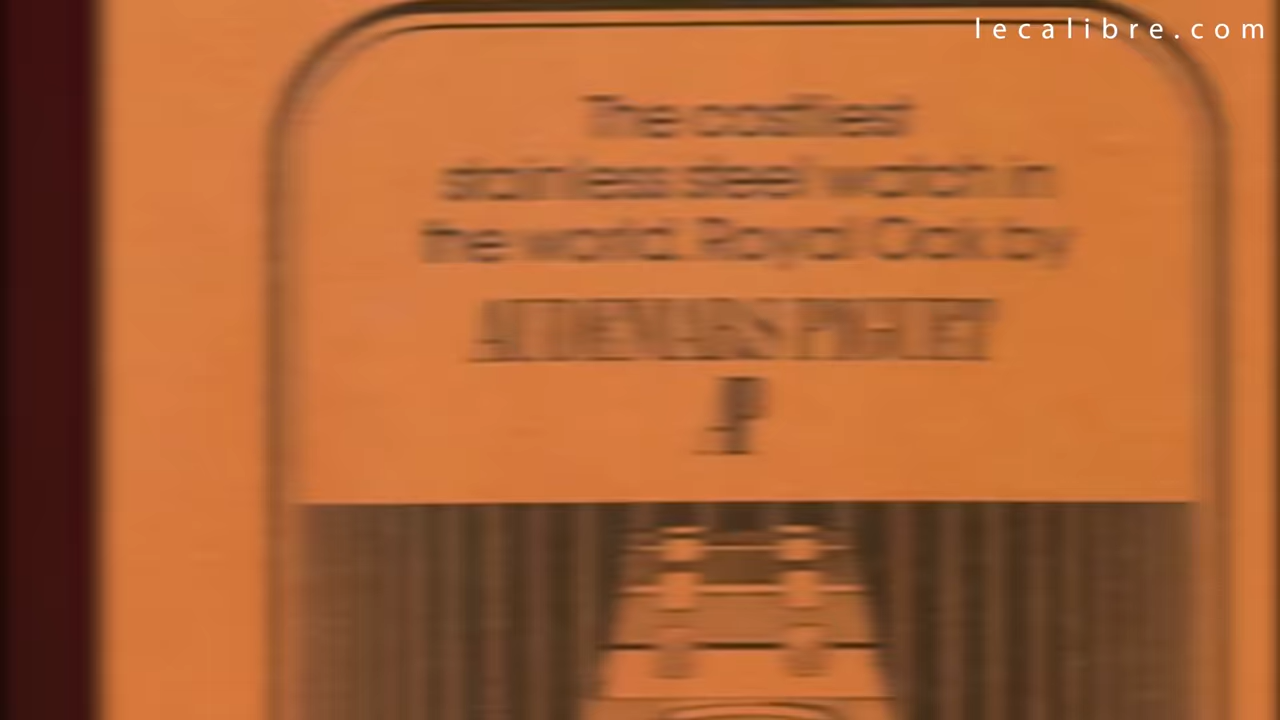 lecalibre.com
The costliest
stainless steel watch in
the world. Royal Oak by
AUDEMARS PIGUET
AP